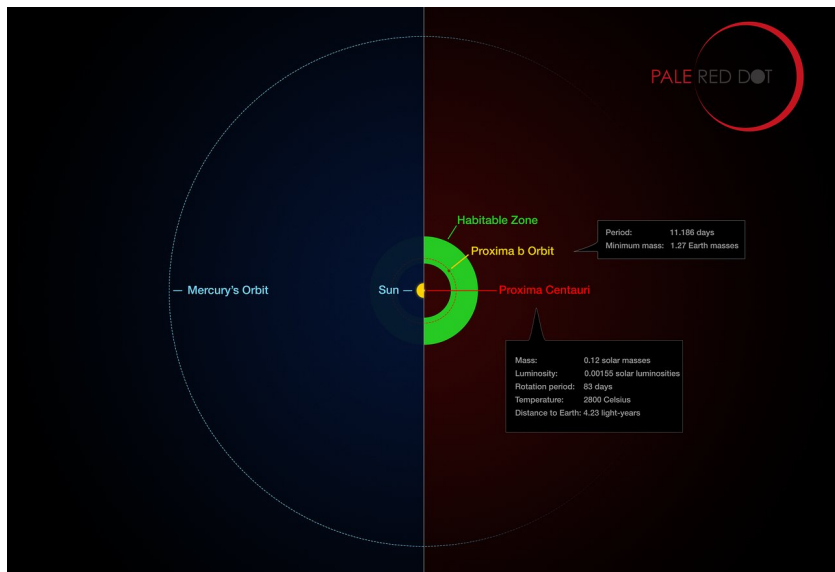 PALE RED DOT
Habitable Zone
Period: 11.186 days
Minimum mass: 1.27 Earth masses
Proxima b Orbit
Mercury's Orbit
Sun
Proxima Centauri
Mass: 0.12 solar masses
Luminosity: 0.00155 solar luminosities
Rotation period: 83 days
Temperature: 2800 Celsius
Distance to Earth: 4.23 light-years